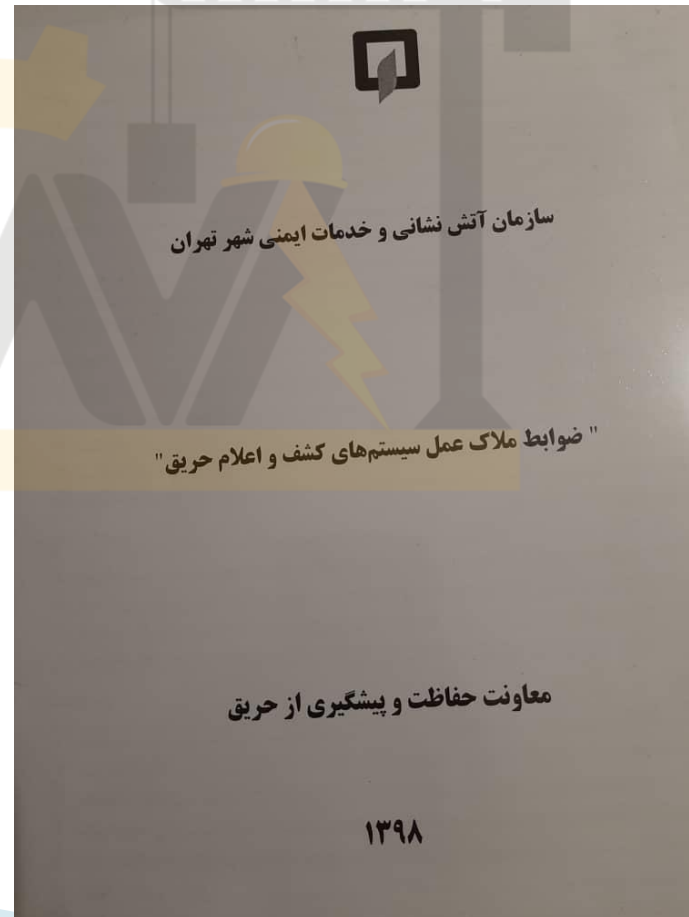 سازمان آتش نشانی و خدمات ایمنی شهر تهران
" ضوابط ملاک عمل سیستم‌های کشف و اعلام حریق"
معاونت حفاظت و پیشگیری از حریق
۱۳۹۸